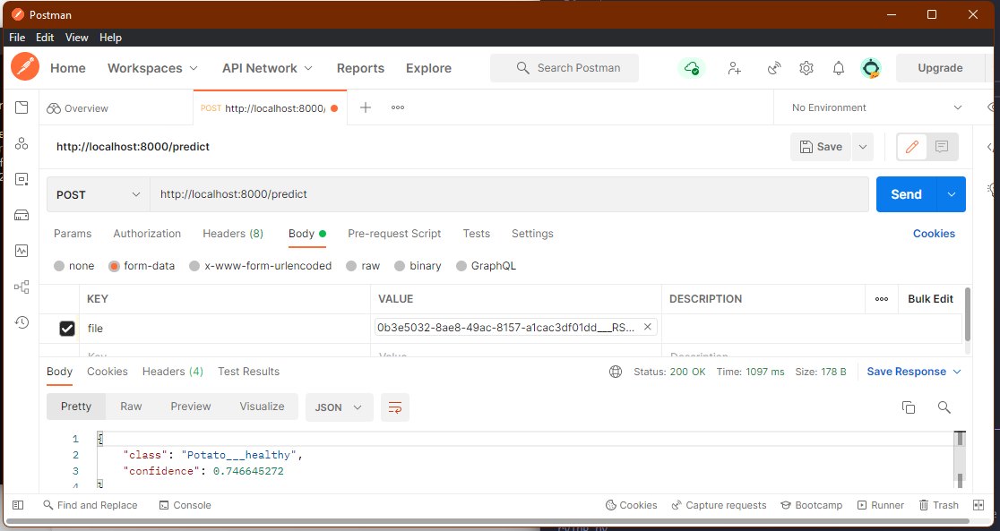 Postman
File Edit View Help
Home Workspaces API Network Reports Explore Search Postman Upgrade
Overview POST http://localhost:8000/ No Environment
http://localhost:8000/predict Save
POST http://localhost:8000/predict Send
Params Authorization Headers (8) Body Pre-request Script Tests Settings Cookies
none form-data x-www-form-urlencoded raw binary GraphQL
KEY VALUE DESCRIPTION Bulk Edit
file 0b3e5032-8ae8-49ac-8157-a1cac3df01dd___RS...
Key Value Description
Body Cookies Headers (4) Test Results Status: 200 OK Time: 1097 ms Size: 178 B Save Response
Pretty Raw Preview Visualize JSON
1 {
2 "class": "Potato___healthy",
3 "confidence": 0.746645272
4 }
Find and Replace Console Cookies Capture requests Bootcamp Runner Trash